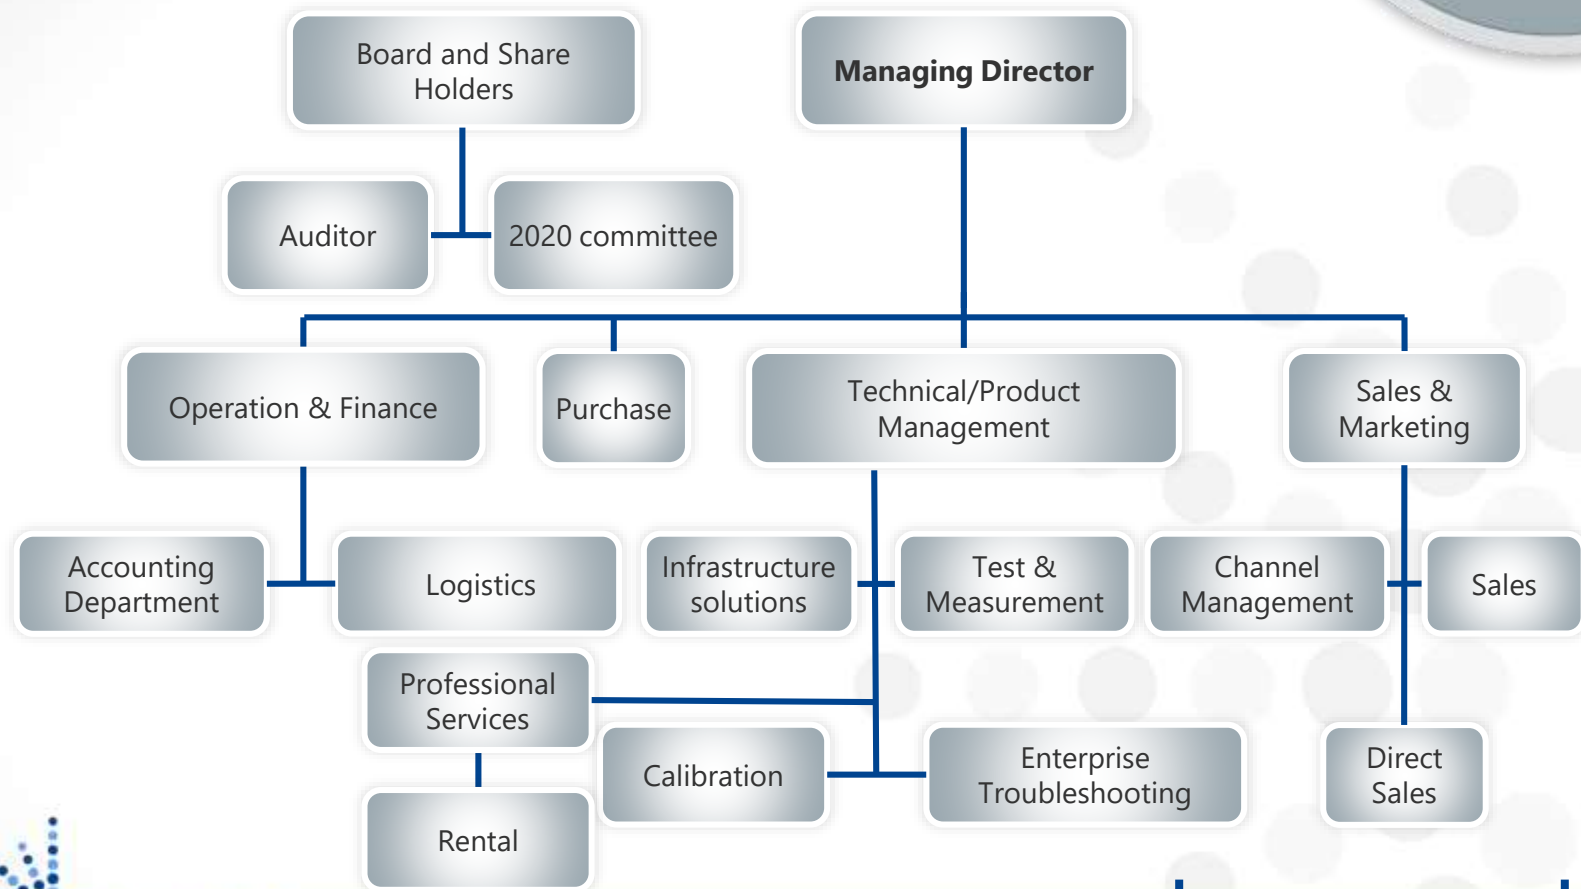 Board and Share
Holders
Managing Director
Auditor
2020 committee
Operation & Finance
Purchase
Technical/Product
Management
Sales &
Marketing
Accounting
Department
Logistics
Infrastructure
solutions
Test &
Measurement
Channel
Management
Sales
Professional
Services
Calibration
Enterprise
Troubleshooting
Direct
Sales
Rental